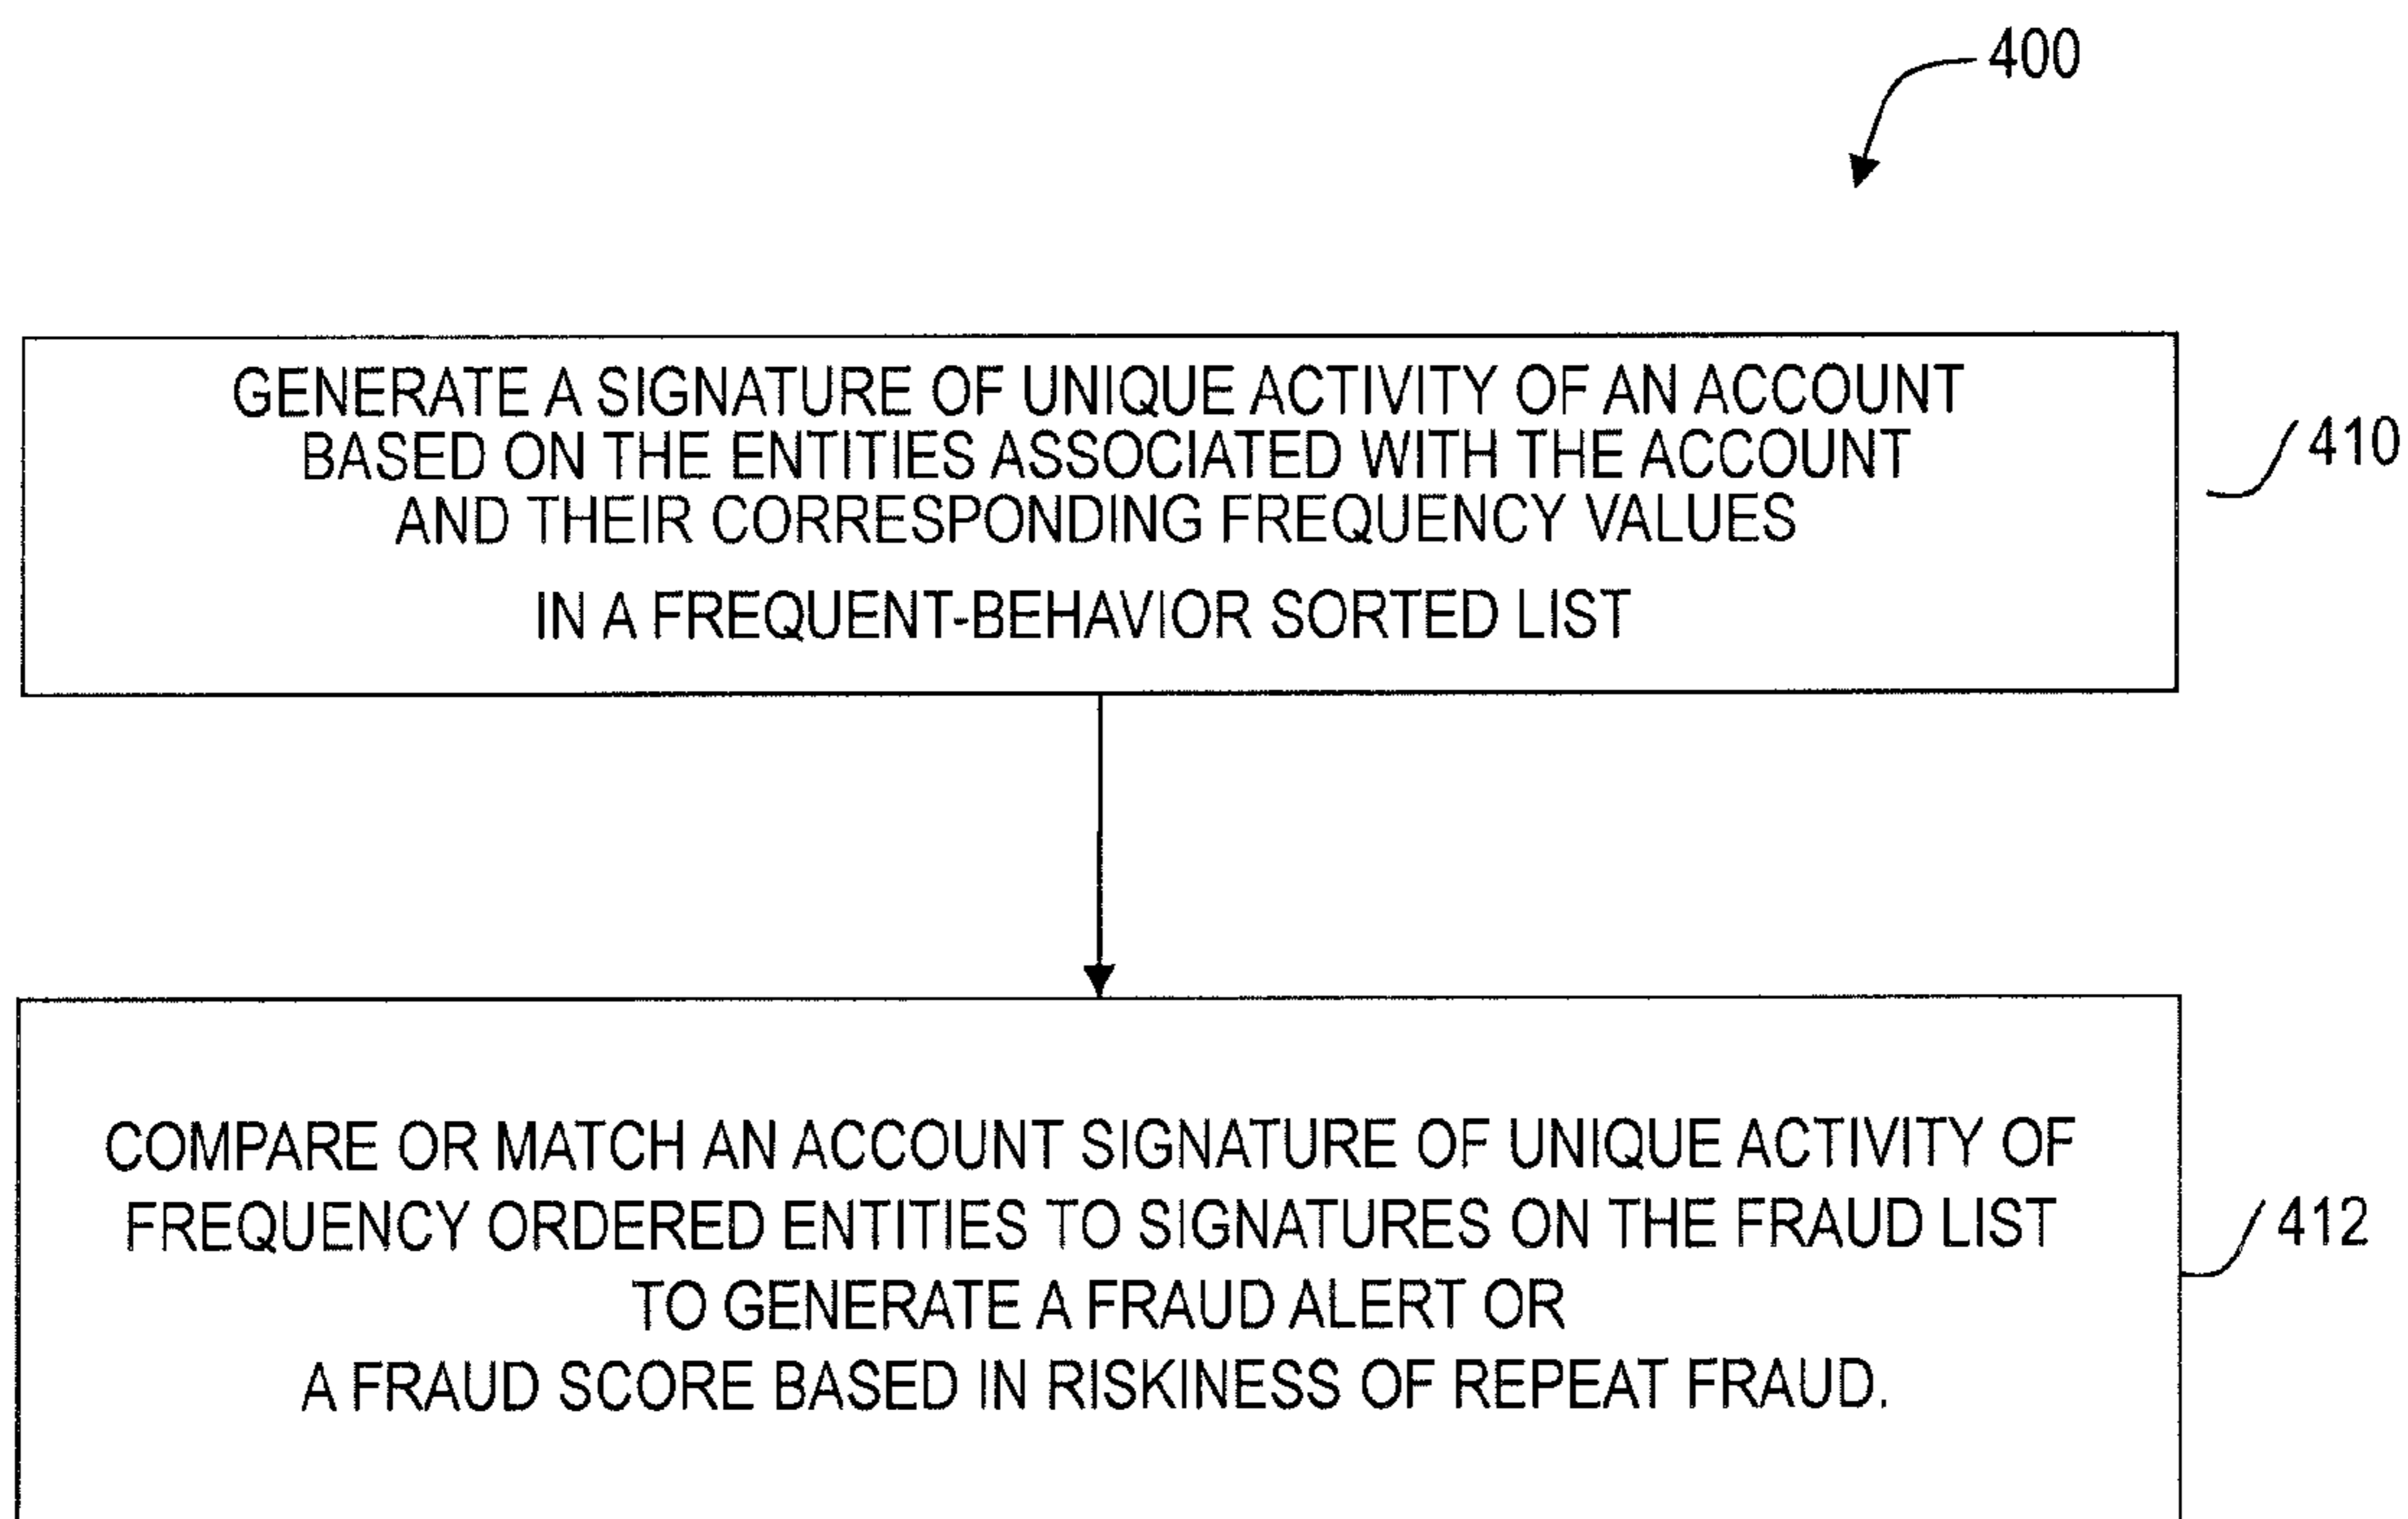 400
GENERATE A SIGNATURE OF UNIQUE ACTIVITY OF AN ACCOUNT
BASED ON THE ENTITIES ASSOCIATED WITH THE ACCOUNT
AND THEIR CORRESPONDING FREQUENCY VALUES
IN A FREQUENT-BEHAVIOR SORTED LIST
410
COMPARE OR MATCH AN ACCOUNT SIGNATURE OF UNIQUE ACTIVITY OF
FREQUENCY ORDERED ENTITIES TO SIGNATURES ON THE FRAUD LIST
TO GENERATE A FRAUD ALERT OR
A FRAUD SCORE BASED IN RISKINESS OF REPEAT FRAUD.
412